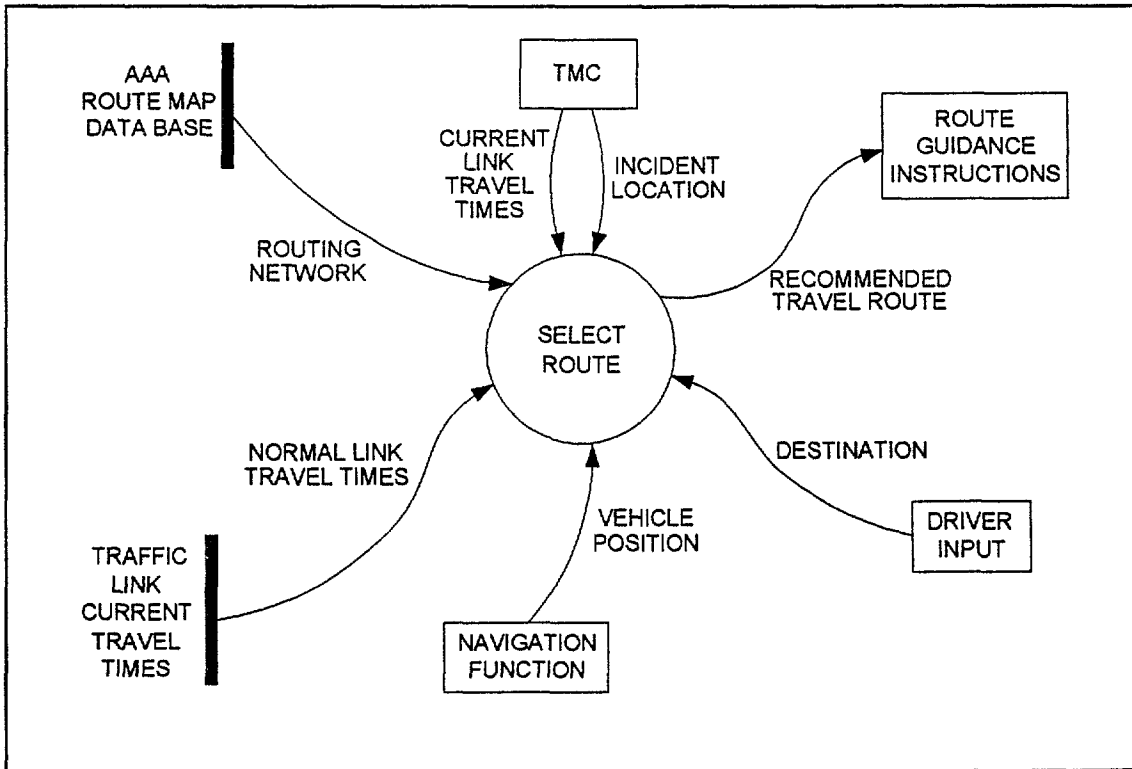 AAA
ROUTE MAP
DATA BASE
TMC
ROUTE
GUIDANCE
INSTRUCTIONS
CURRENT
LINK
TRAVEL
TIMES
INCIDENT
LOCATION
ROUTING
NETWORK
RECOMMENDED
TRAVEL ROUTE
SELECT
ROUTE
NORMAL LINK
TRAVEL TIMES
DESTINATION
VEHICLE
POSITION
DRIVER
INPUT
TRAFFIC
LINK
CURRENT
TRAVEL
TIMES
NAVIGATION
FUNCTION